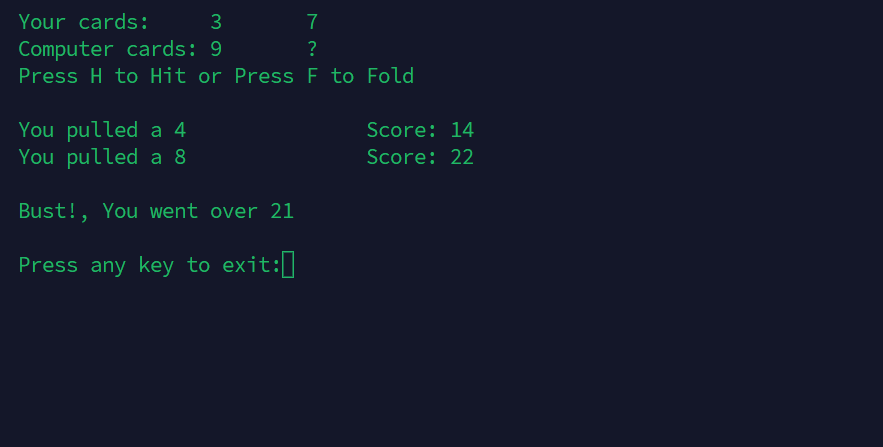 Your cards:     3       7
Computer cards: 9       ?
Press H to Hit or Press F to Fold
You pulled a 4               Score: 14
You pulled a 8               Score: 22
Bust!, You went over 21
Press any key to exit: